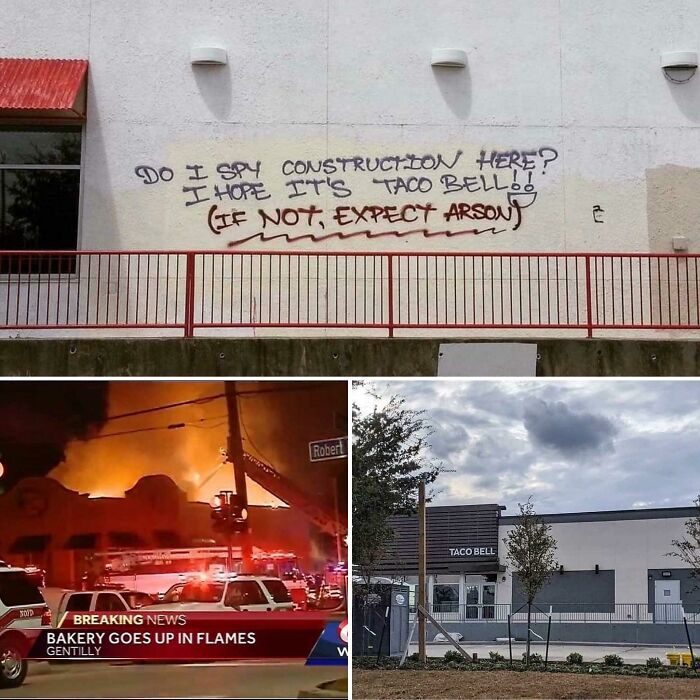 DO I SPY CONSTRUCTION HERE?
I HOPE IT'S TACO BELL!!
(IF NOT, EXPECT ARSON)
Robert
NOFD
BREAKING NEWS
BAKERY GOES UP IN FLAMES
GENTILLY
W
TACO BELL